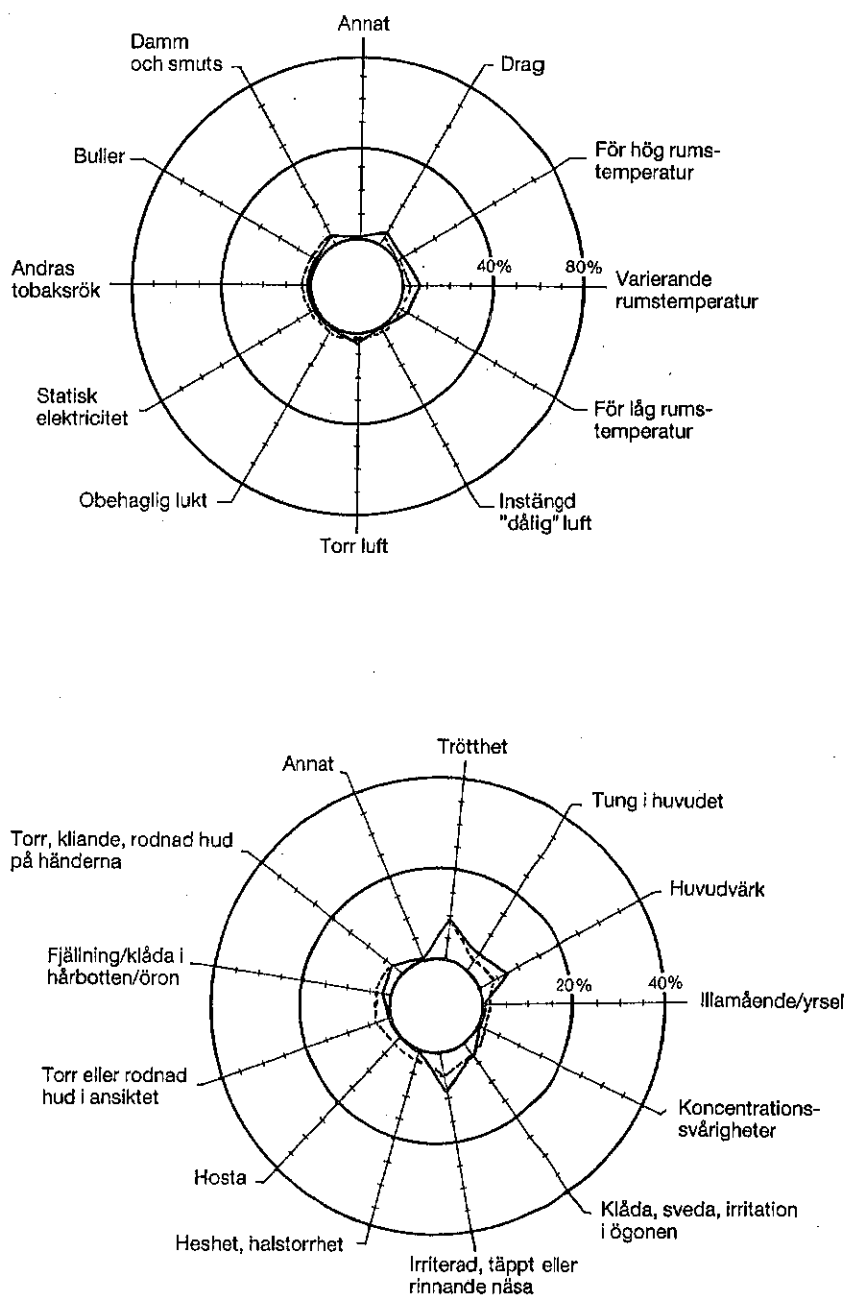 Annat
Damm
och smuts
Drag
Buller
För hög rums-
temperatur
Andras
tobaksrök
40%
80%
Varierande
rumstemperatur
Statisk
elektricitet
För låg rums-
temperatur
Obehaglig lukt
Instängd
"dålig" luft
Torr luft
Trötthet
Annat
Tung i huvudet
Torr, kliande, rodnad hud
på händerna
Huvudvärk
Fjällning/klåda i
hårbotten/öron
20%
40%
Illamående/yrsel
Torr eller rodnad
hud i ansiktet
Koncentrations-
svårigheter
Hosta
Klåda, sveda, irritation
i ögonen
Heshet, halstorrhet
Irriterad, täppt eller
rinnande näsa